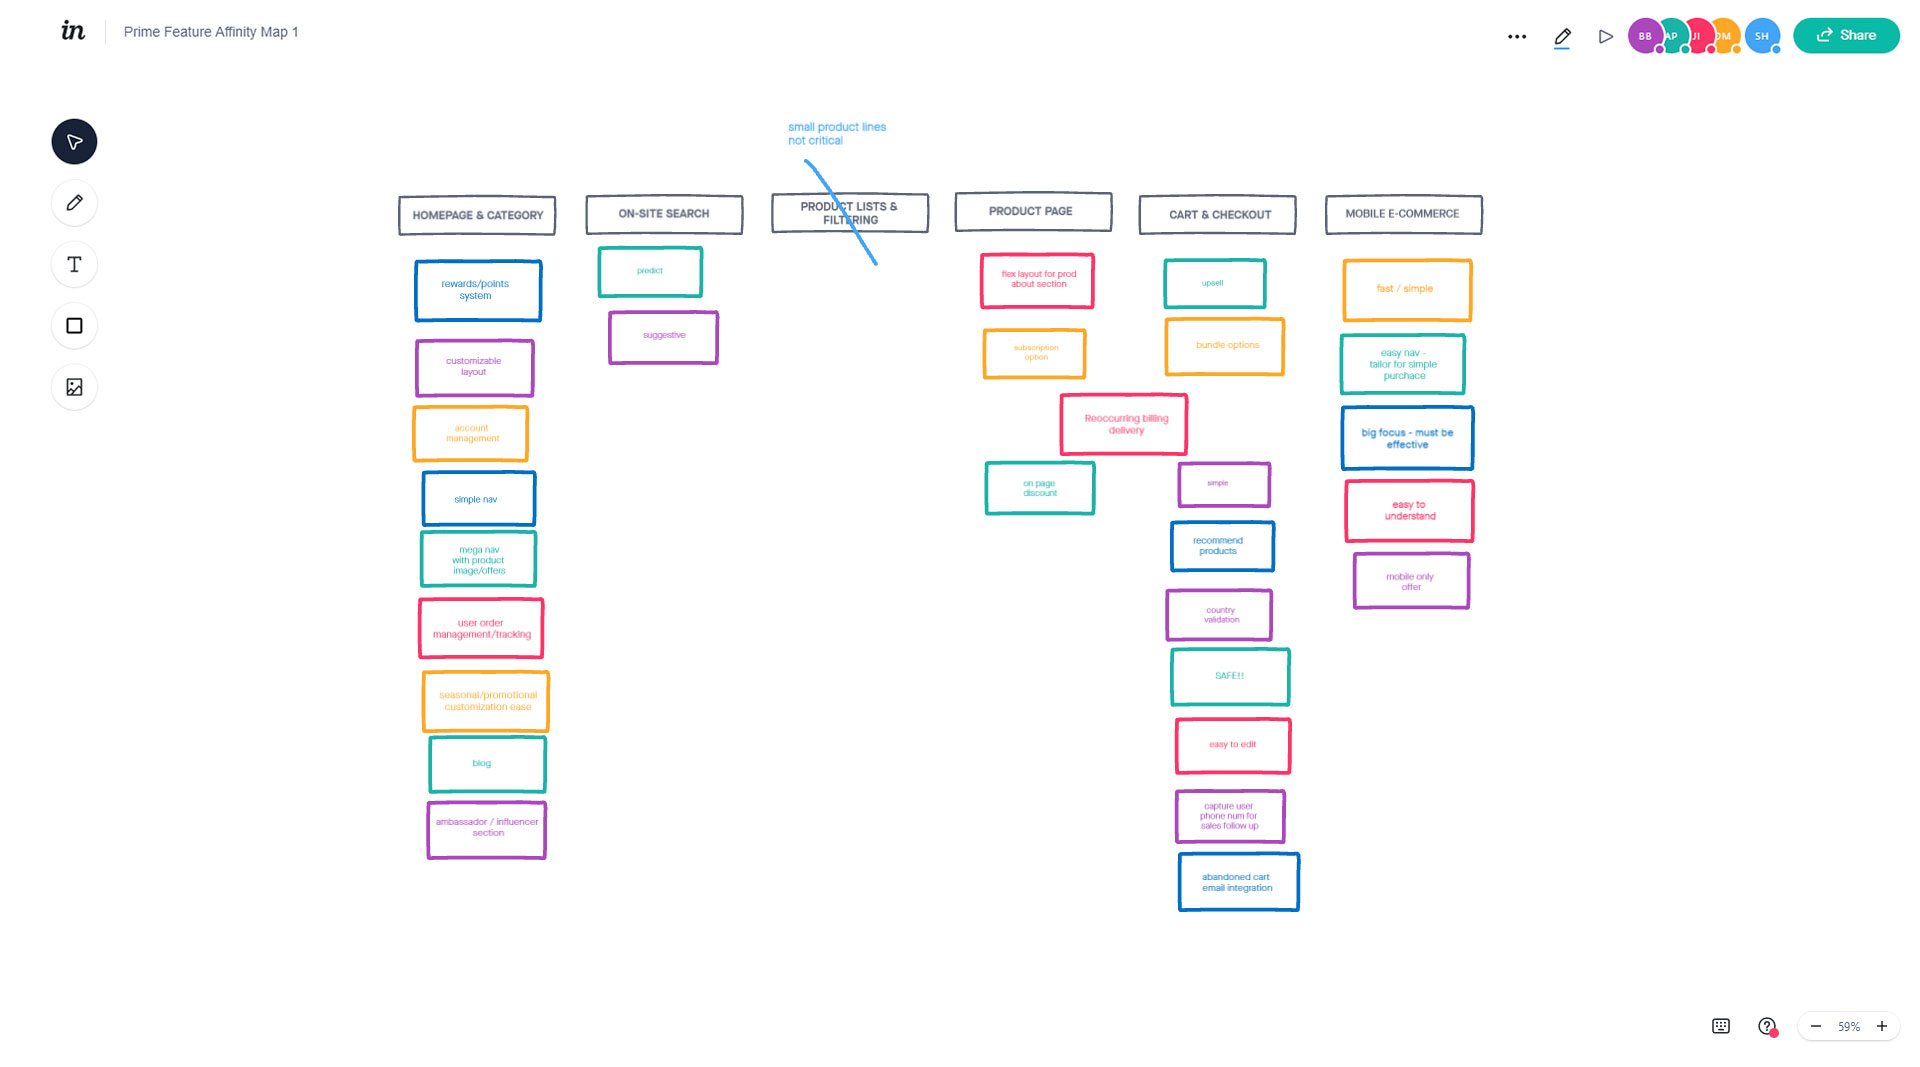 in
Prime Feature Affinity Map 1
BB
AP
JI
DM
SH
Share
small product lines
not critical
HOMEPAGE & CATEGORY
rewards/points
system
customizable
layout
account
management
simple nav
mega nav
with product
image/offers
user order
management/tracking
seasonal/promotional
customization ease
blog
ambassador / influencer
section
ON-SITE SEARCH
predict
suggestive
PRODUCT LISTS &
FILTERING
PRODUCT PAGE
flex layout for prod
about section
subscription
option
Reoccurring billing
delivery
on page
discount
CART & CHECKOUT
upsell
bundle options
simple
recommend
products
country
validation
SAFE!!
easy to edit
capture user
phone num for
sales follow up
abandoned cart
email integration
MOBILE E-COMMERCE
fast / simple
easy nav -
tailor for simple
purchace
big focus - must be
effective
easy to
understand
mobile only
offer
59%